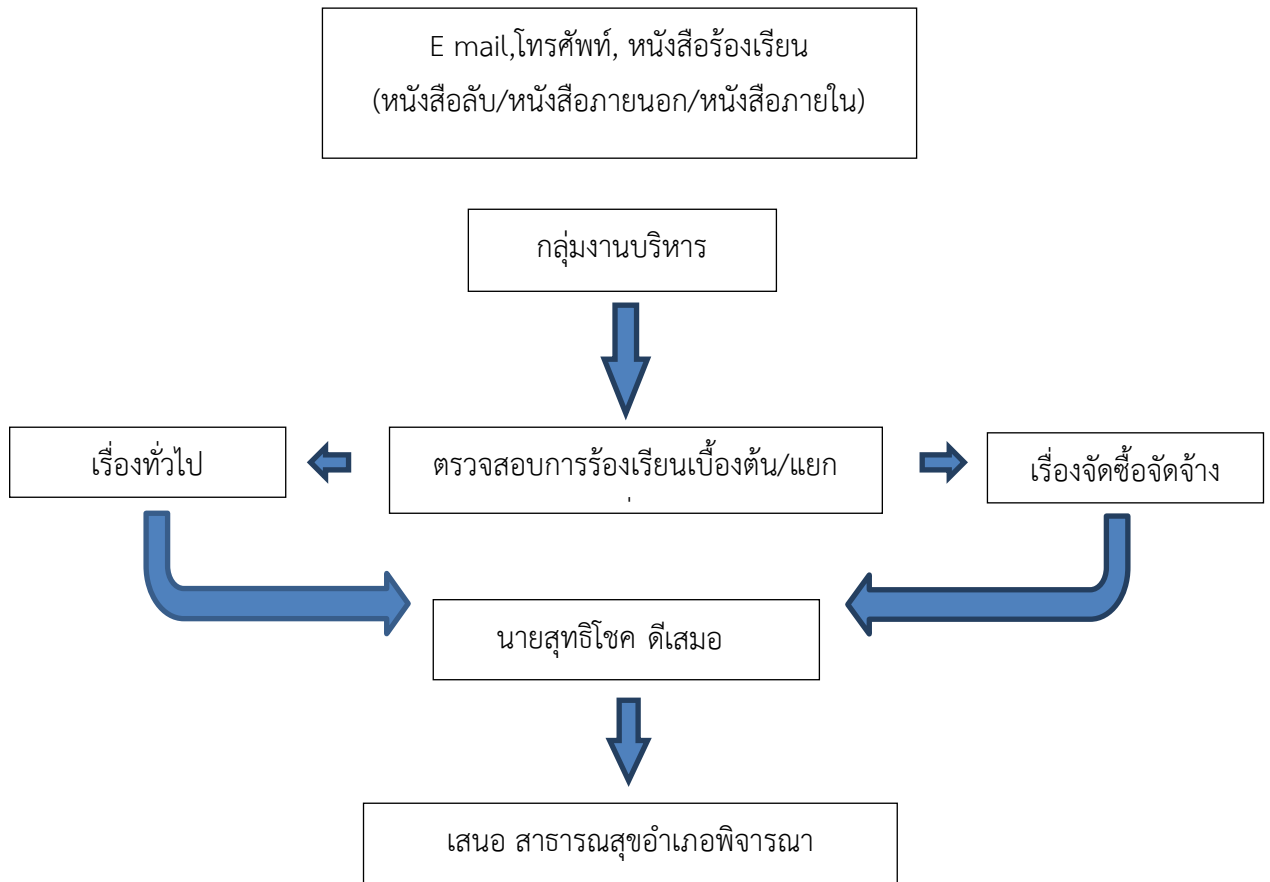 E mail,โทรศัพท์, หนังสือร้องเรียน
(หนังสือลับ/หนังสือภายนอก/หนังสือภายใน)
กลุ่มงานบริหาร
เรื่องทั่วไป
ตรวจสอบการร้องเรียนเบื้องต้น/แยก
เรื่องจัดซื้อจัดจ้าง
นายสุทธิโชค ดีเสมอ
เสนอ สาธารณสุขอำเภอพิจารณา